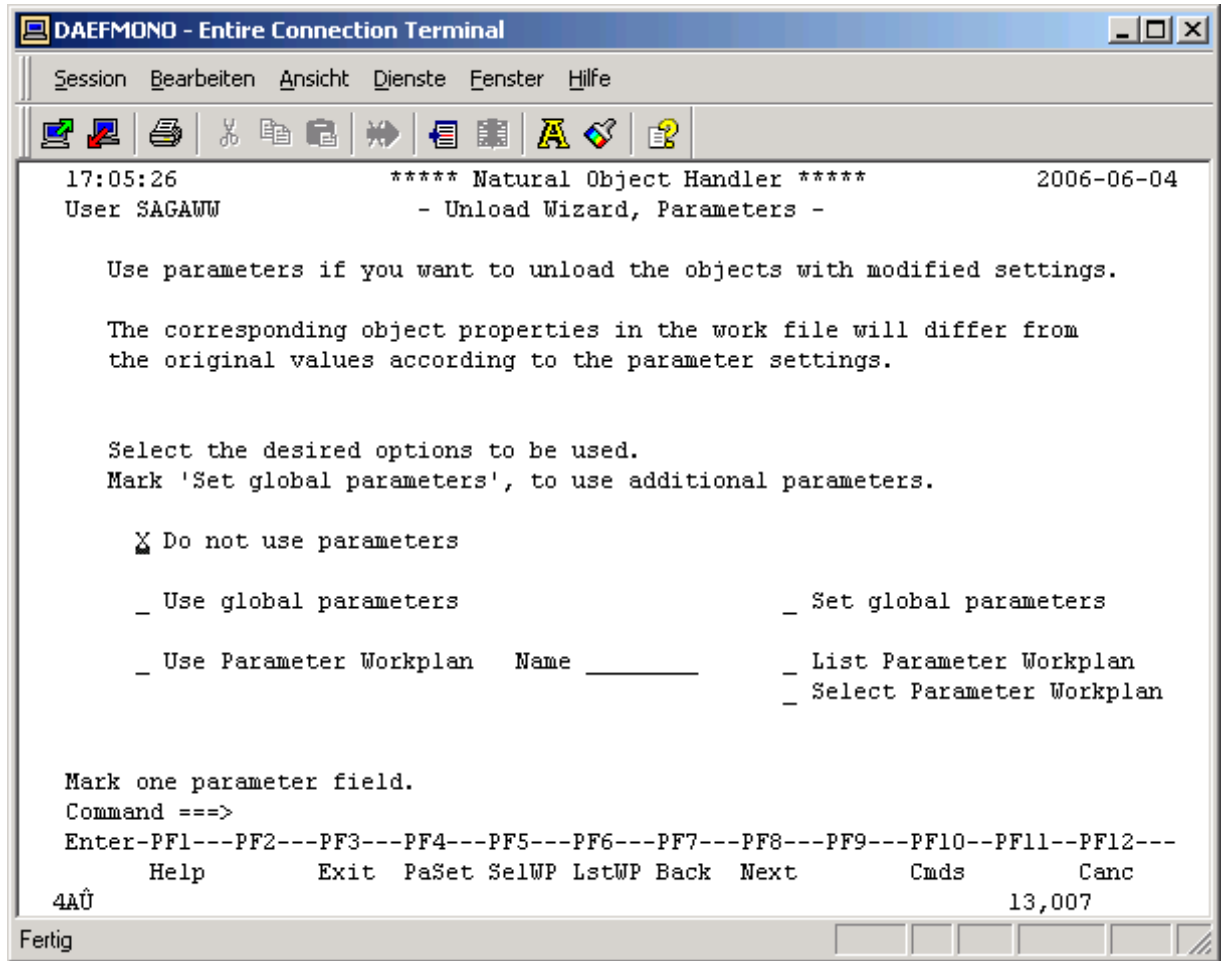 DAEFMONO - Entire Connection Terminal
Session Bearbeiten Ansicht Dienste Fenster Hilfe
17:05:26 ***** Natural Object Handler ***** 2006-06-04
User SAGAWW - Unload Wizard, Parameters -
Use parameters if you want to unload the objects with modified settings.
The corresponding object properties in the work file will differ from
the original values according to the parameter settings.
Select the desired options to be used.
Mark 'Set global parameters', to use additional parameters.
X Do not use parameters
_ Use global parameters _ Set global parameters
_ Use Parameter Workplan Name ________ _ List Parameter Workplan
_ Select Parameter Workplan
Mark one parameter field.
Command ===>
Enter-PF1---PF2---PF3---PF4---PF5---PF6---PF7---PF8---PF9---PF10--PF11--PF12---
Help Exit PaSet SelWP LstWP Back Next Cmds Canc
4AÛ 13,007
Fertig